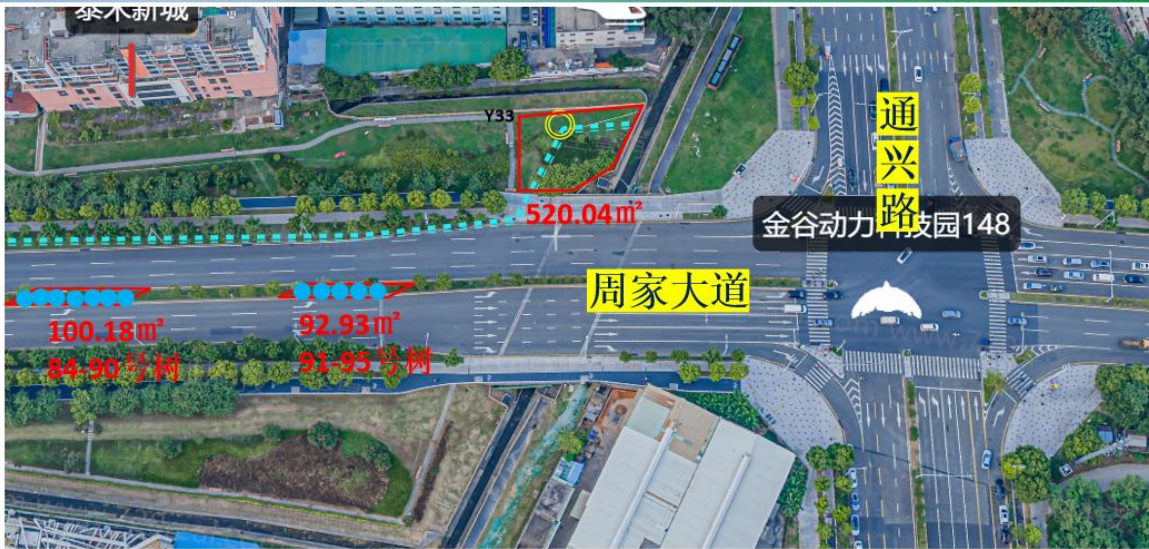 泰禾新城
Y33
通
兴
路
520.04㎡
金谷动力科技园148
周家大道
100.18㎡
84-90号树
92.93㎡
91-95号树